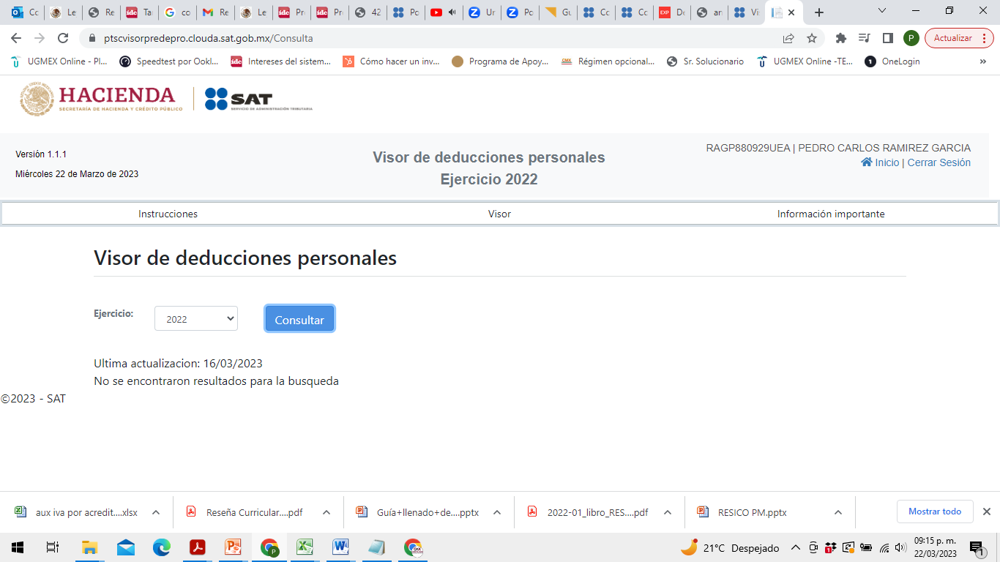 Cc
Le
Re
Ta
co
Re
Le
Pr
Pr
42
Pc
Ur
Pc
Gu
Cc
Cc
De
an
Vi
ptscvisorpredepro.clouda.sat.gob.mx/Consulta
P
Actualizar
UGMEX Online - Pl...
Speedtest por Ookl...
Intereses del sistem...
Cómo hacer un inv...
Programa de Apoy...
Régimen opcional...
Sr. Solucionario
UGMEX Online -TE...
OneLogin
HACIENDA
SECRETARÍA DE HACIENDA Y CRÉDITO PÚBLICO
SAT
SERVICIO DE ADMINISTRACIÓN TRIBUTARIA
RAGP880929UEA | PEDRO CARLOS RAMIREZ GARCIA
Inicio | Cerrar Sesión
Versión 1.1.1
Miércoles 22 de Marzo de 2023
Visor de deducciones personales
Ejercicio 2022
Instrucciones
Visor
Información importante
Visor de deducciones personales
Ejercicio:
2022
Consultar
Ultima actualizacion: 16/03/2023
No se encontraron resultados para la busqueda
©2023 - SAT
aux iva por acredit....xlsx
Reseña Curricular....pdf
Guía+llenado+de....pptx
2022-01_libro_RES....pdf
RESICO PM.pptx
Mostrar todo
21°C Despejado
09:15 p. m.
22/03/2023
1